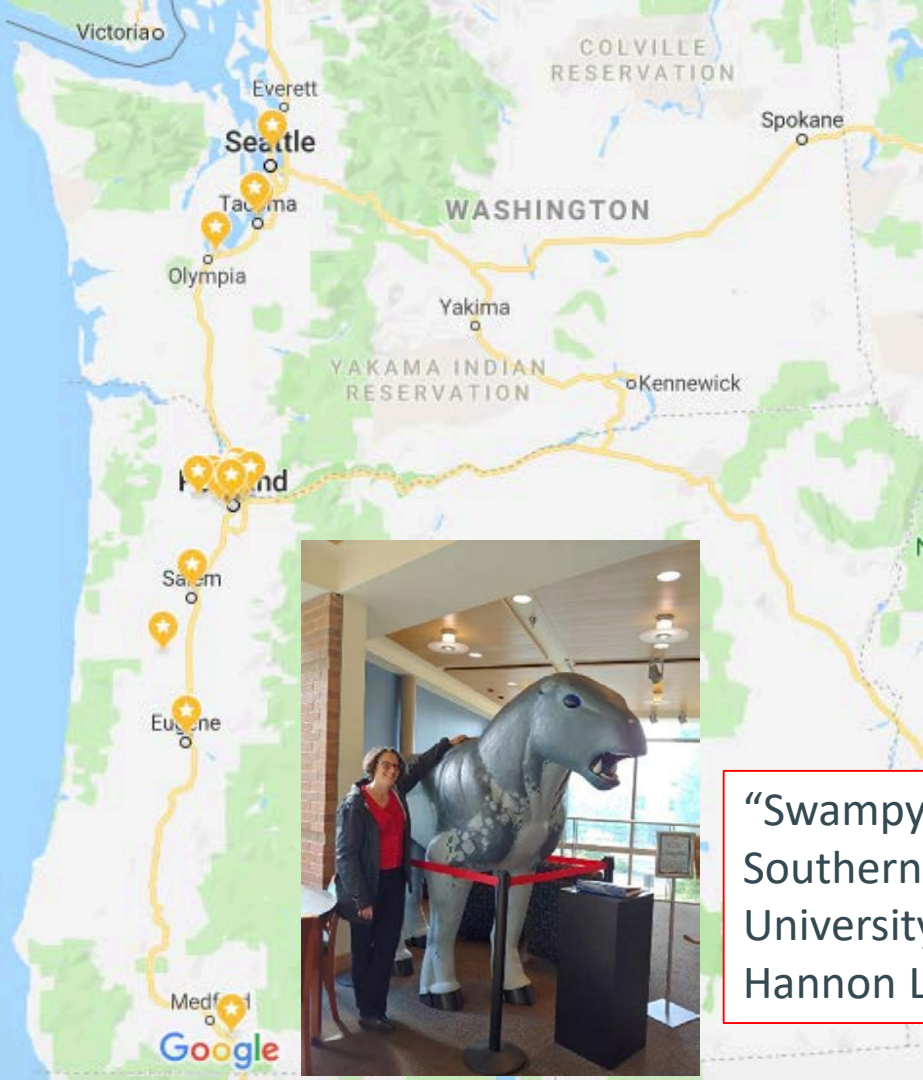 Victoria
Everett
Seattle
Tacoma
Olympia
COLVILLE
RESERVATION
Spokane
WASHINGTON
Yakima
YAKAMA INDIAN
RESERVATION
Kennewick
Salem
Eugene
Medford
Google
“Swampy
Southern
University
Hannon L